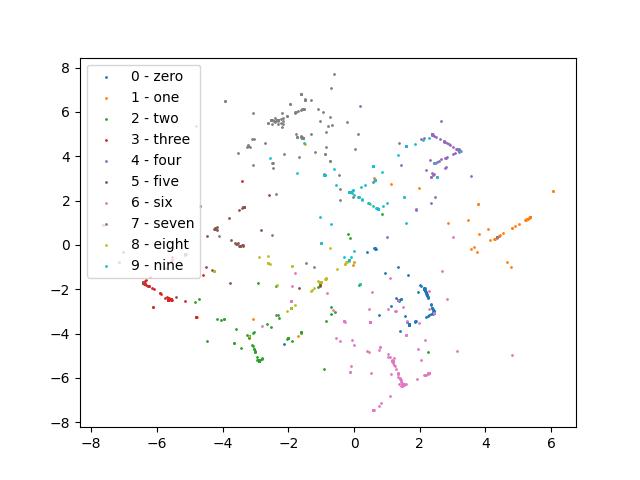 0 - zero
1 - one
2 - two
3 - three
4 - four
5 - five
6 - six
7 - seven
8 - eight
9 - nine
8
6
4
2
0
−2
−4
−6
−8
−8 −6 −4 −2 0 2 4 6